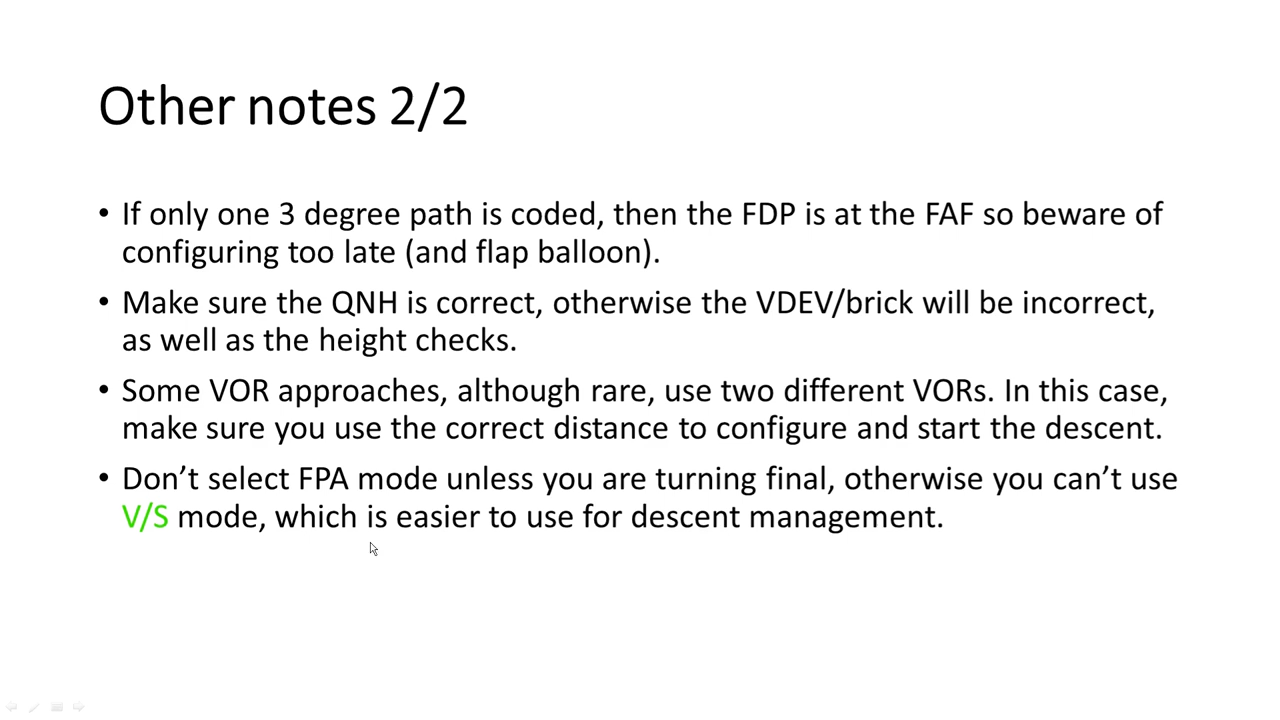 Other notes 2/2
• If only one 3 degree path is coded, then the FDP is at the FAF so beware of
configuring too late (and flap balloon).
• Make sure the QNH is correct, otherwise the VDEV/brick will be incorrect,
as well as the height checks.
• Some VOR approaches, although rare, use two different VORs. In this case,
make sure you use the correct distance to configure and start the descent.
• Don’t select FPA mode unless you are turning final, otherwise you can’t use
V/S mode, which is easier to use for descent management.